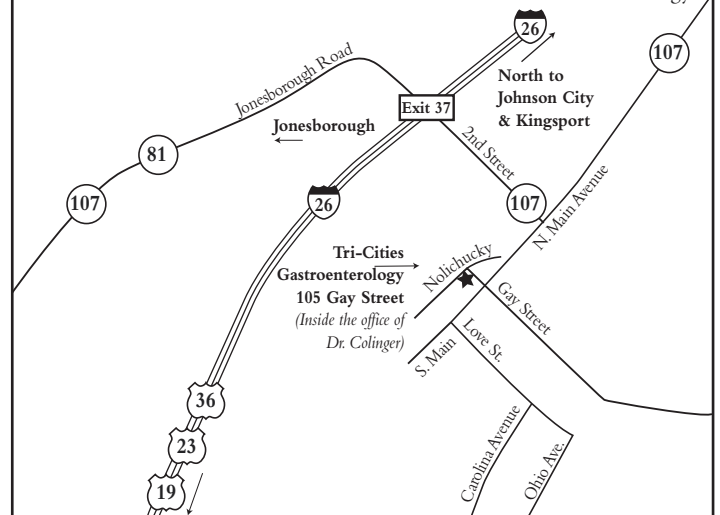 26
107
North to
Johnson City
& Kingsport
Jonesborough Road
Exit 37
Jonesborough
81
2nd Street
107
26
107
N. Main Avenue
Tri-Cities
Gastroenterology
105 Gay Street
(Inside the office of
Dr. Colinger)
Nolichucky
Gay Street
S. Main
Love St.
36
23
19
Carolina Avenue
Ohio Ave.